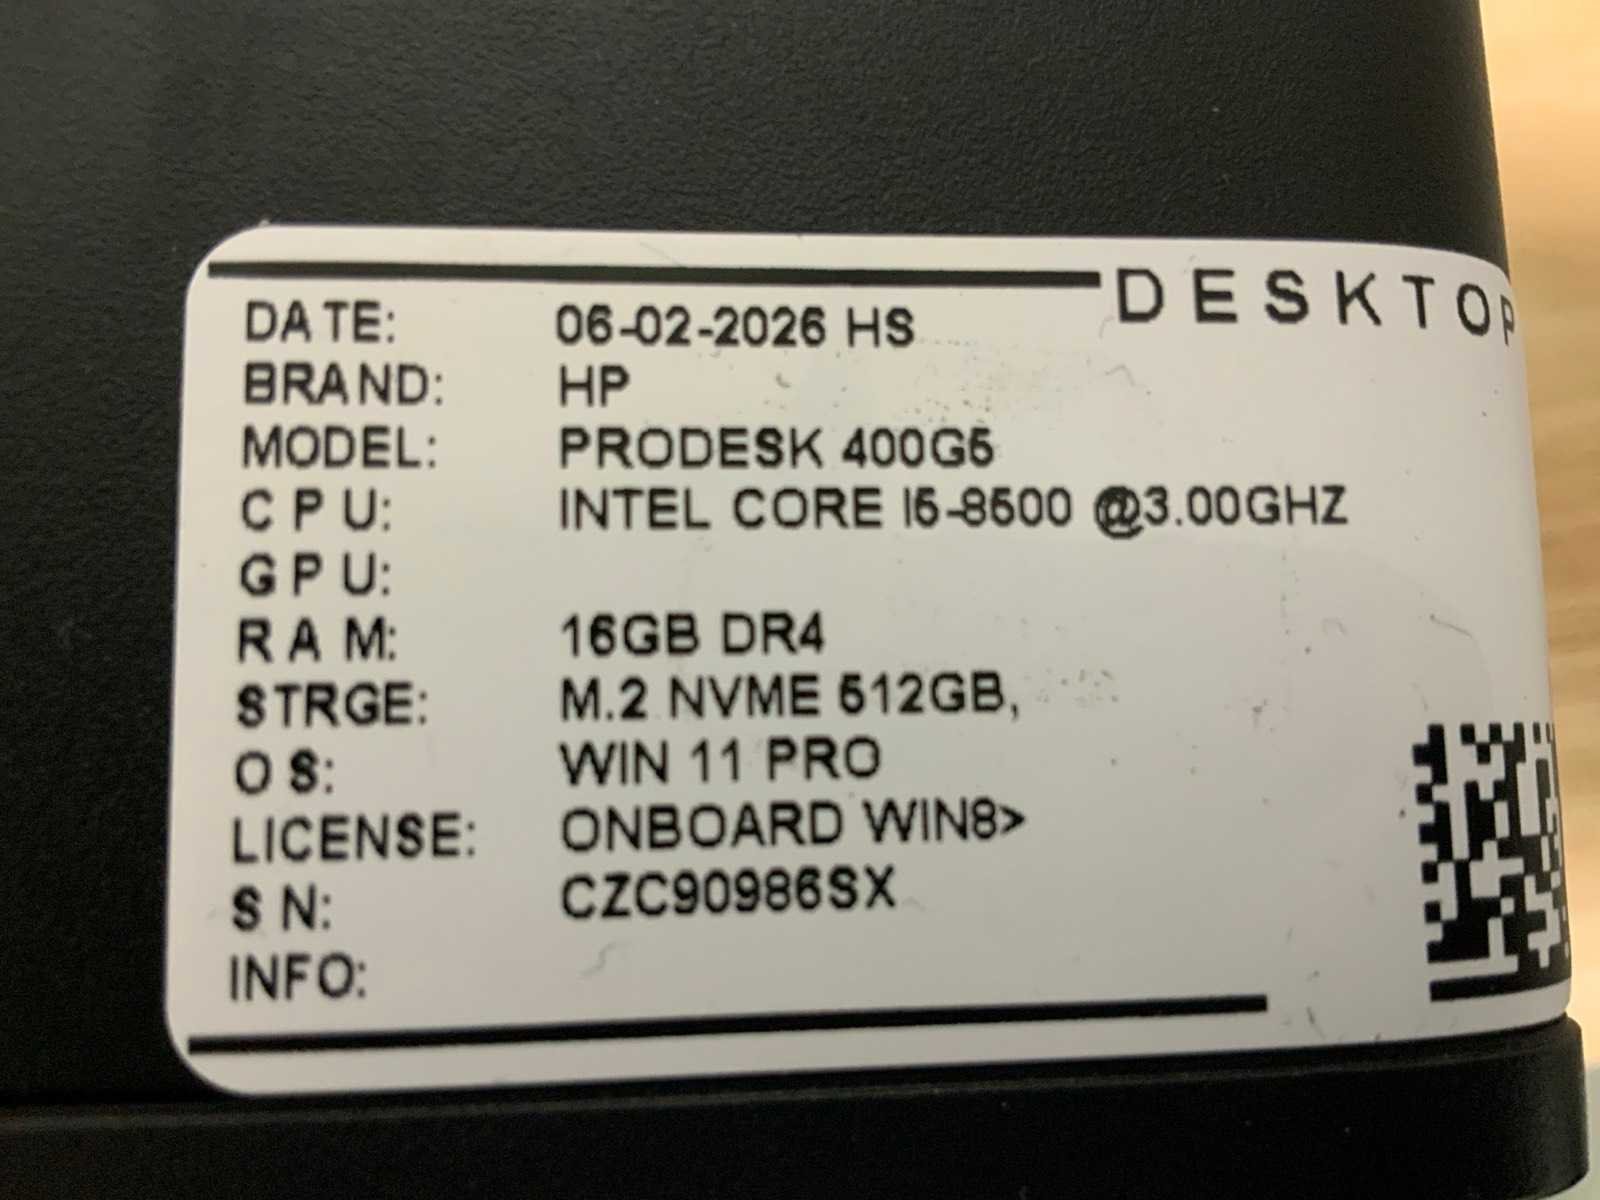 DESKTOP
DATE: 06-02-2026 HS
BRAND: HP
MODEL: PRODESK 400G5
CPU: INTEL CORE I5-8500 @3.00GHZ
GPU:
RAM: 16GB DR4
STRGE: M.2 NVME 512GB,
OS: WIN 11 PRO
LICENSE: ONBOARD WIN8>
SN: CZC90986SX
INFO: